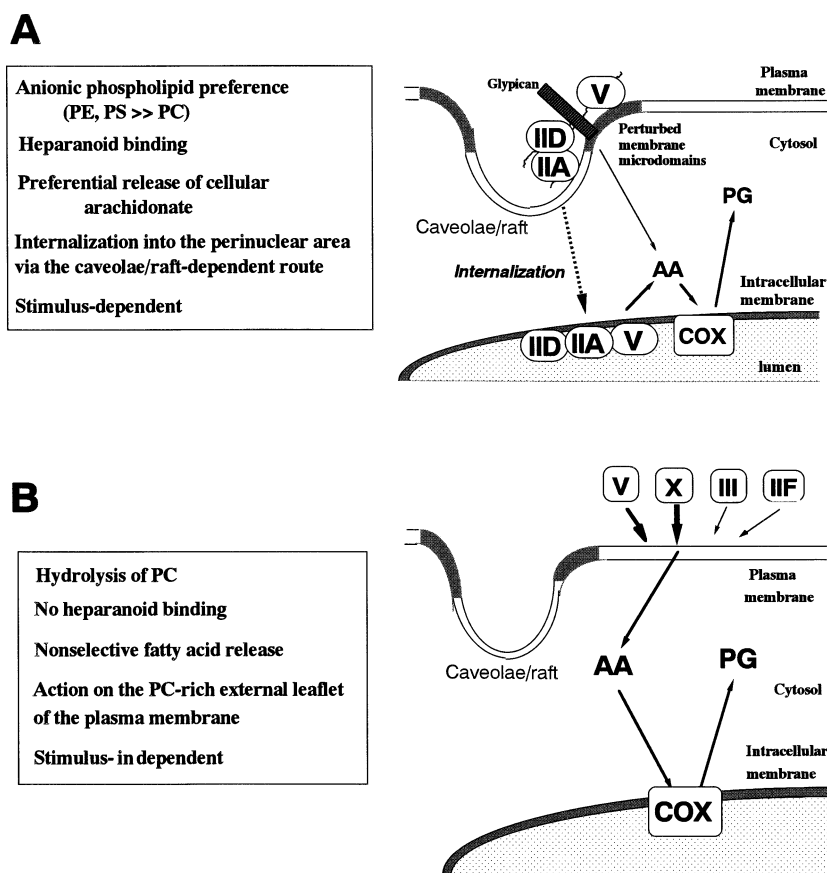 A
Anionic phospholipid preference
(PE, PS >> PC)
Heparanoid binding
Preferential release of cellular
arachidonate
Internalization into the perinuclear area
via the caveolae/raft-dependent route
Stimulus-dependent
Glypican
V
Plasma
membrane
IID
IIA
Perturbed
membrane
microdomains
Cytosol
Caveolae/raft
PG
Internalization
AA
Intracellular
membrane
IID
IIA
V
COX
lumen
B
Hydrolysis of PC
No heparanoid binding
Nonselective fatty acid release
Action on the PC-rich external leaflet
of the plasma membrane
Stimulus- in dependent
V
X
III
IIF
Plasma
membrane
Caveolae/raft
AA
PG
Cytosol
Intracellular
membrane
COX